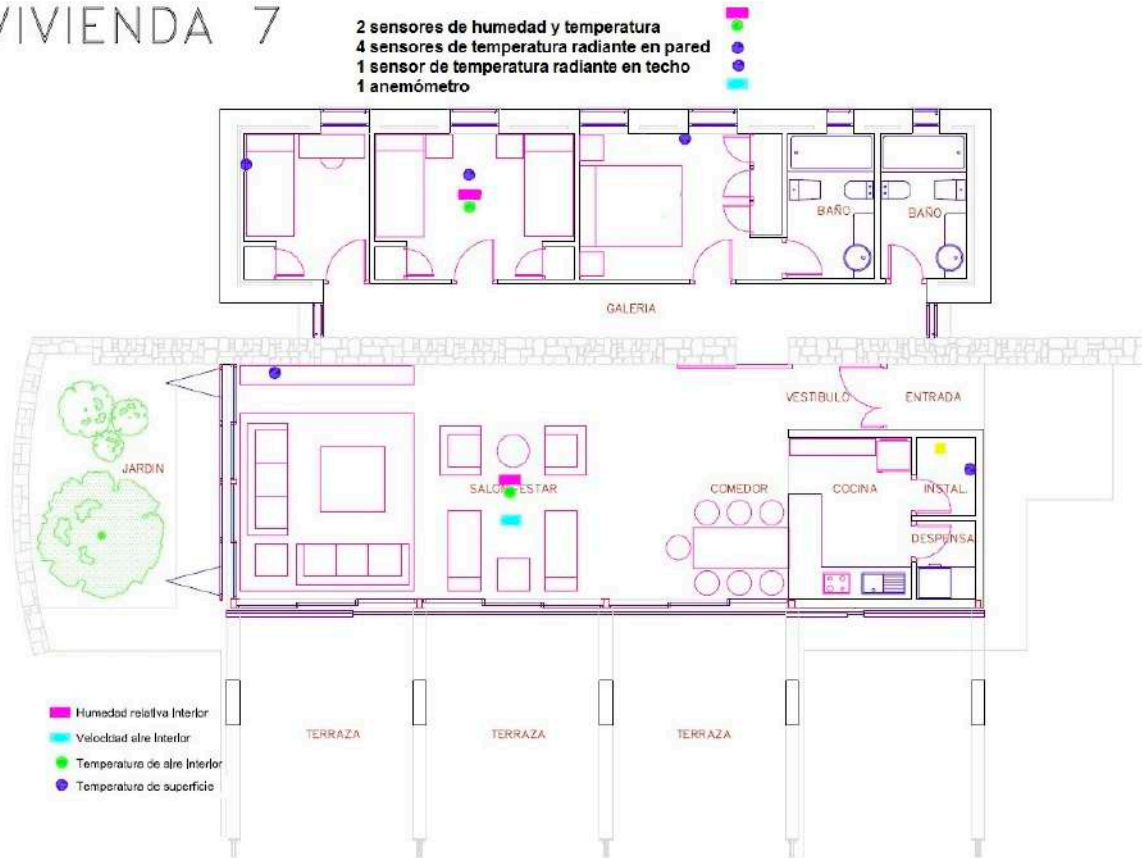 VIVIENDA 7
2 sensores de humedad y temperatura
4 sensores de temperatura radiante en pared
1 sensor de temperatura radiante en techo
1 anemómetro
BAÑO
BAÑO
GALERIA
VESTIBULO
ENTRADA
JARDIN
SALON ESTAR
COMEDOR
COCINA
INSTAL.
DESPENSA
Humedad relativa Interior
Velocidad aire Interior
Temperatura de aire Interior
Temperatura de superficie
TERRAZA
TERRAZA
TERRAZA